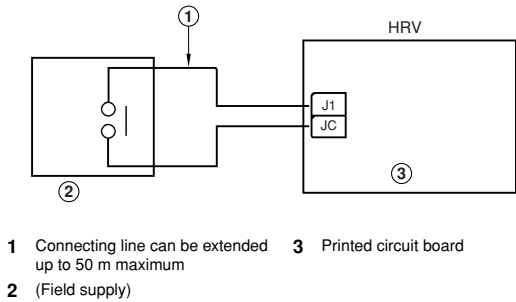 1
HRV
J1
JC
2
3
1 Connecting line can be extended
up to 50 m maximum
2 (Field supply)
3 Printed circuit board